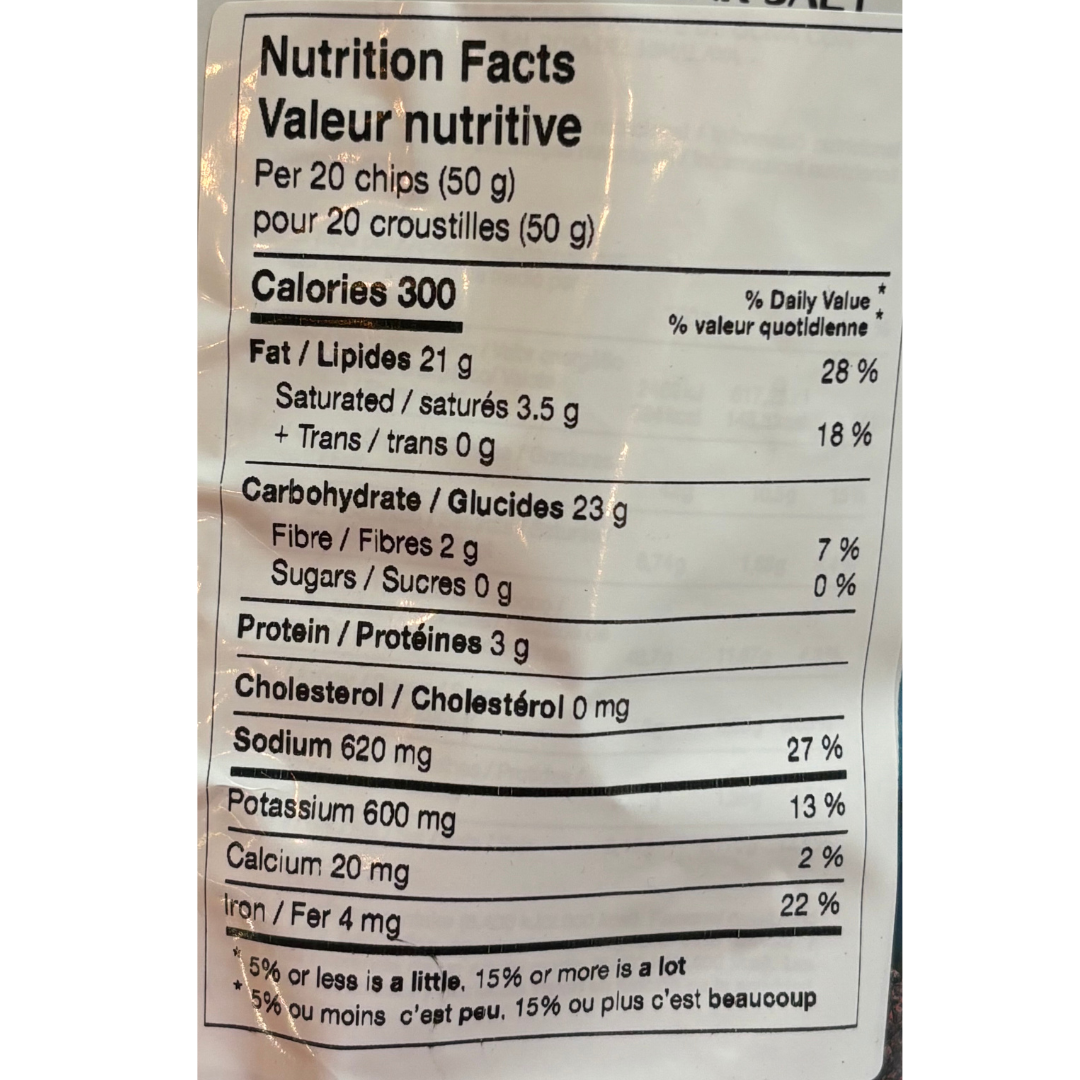 Nutrition Facts
Valeur nutritive
Per 20 chips (50 g)
pour 20 croustilles (50 g)
Calories 300
% Daily Value *
% valeur quotidienne *
Fat / Lipides 21 g 28 %
Saturated / saturés 3.5 g
+ Trans / trans 0 g 18 %
Carbohydrate / Glucides 23 g
Fibre / Fibres 2 g 7 %
Sugars / Sucres 0 g 0 %
Protein / Protéines 3 g
Cholesterol / Cholestérol 0 mg
Sodium 620 mg 27 %
Potassium 600 mg 13 %
Calcium 20 mg 2 %
Iron / Fer 4 mg 22 %
* 5% or less is a little, 15% or more is a lot
* 5% ou moins c'est peu, 15% ou plus c'est beaucoup